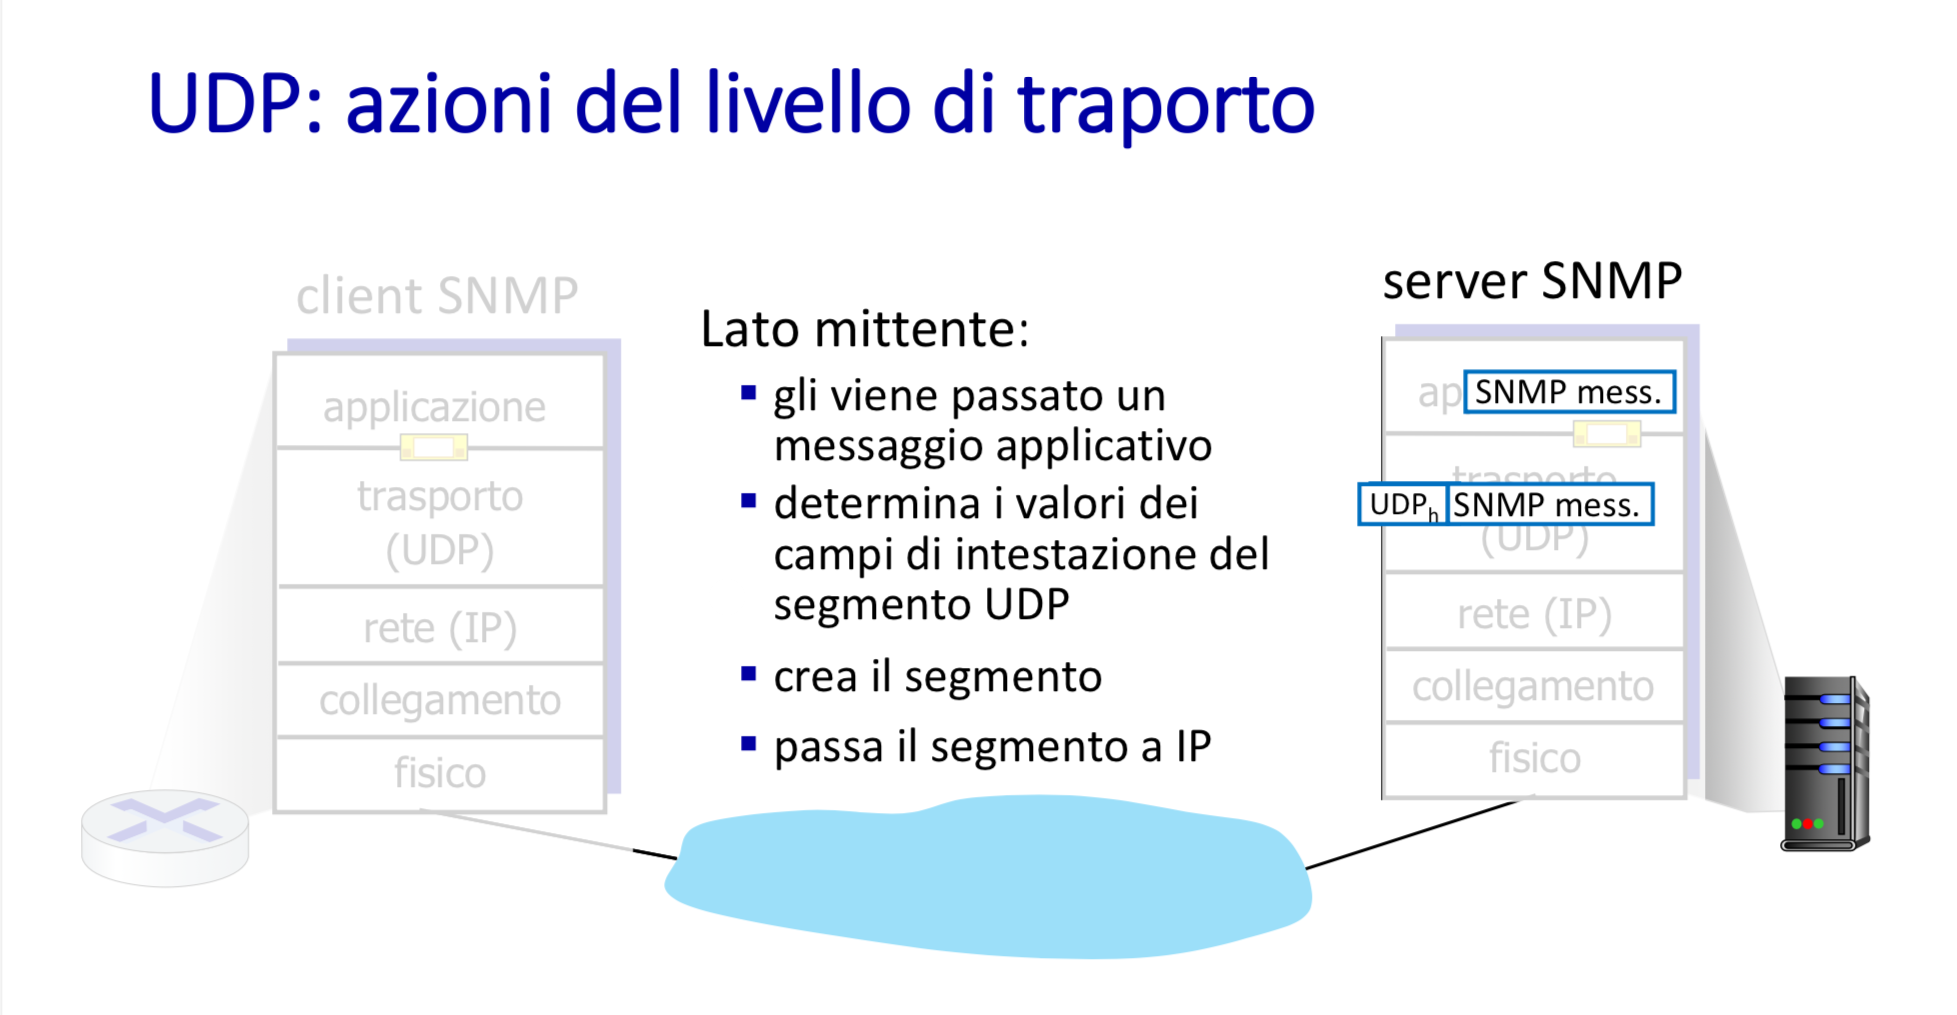 UDP: azioni del livello di traporto
client SNMP
applicazione
trasporto
(UDP)
rete (IP)
collegamento
fisico
Lato mittente:
gli viene passato un
messaggio applicativo
determina i valori dei
campi di intestazione del
segmento UDP
crea il segmento
passa il segmento a IP
server SNMP
ap SNMP mess.
trasporto
UDPh SNMP mess.
(UDP)
rete (IP)
collegamento
fisico